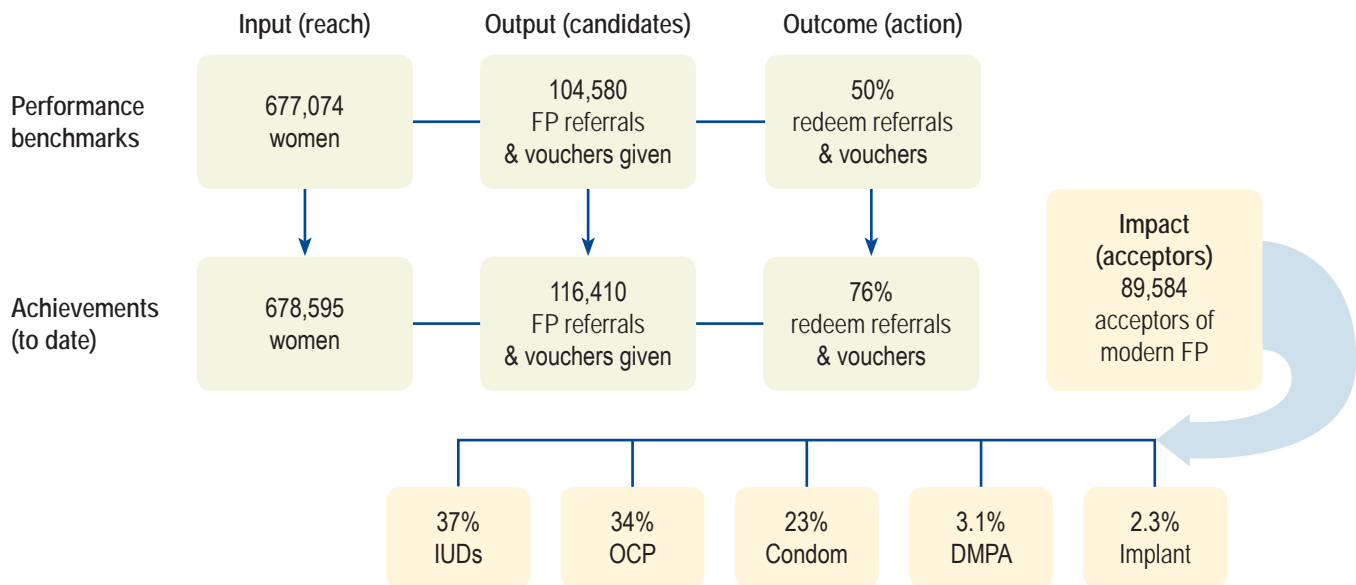 Input (reach)
Output (candidates)
Outcome (action)
Performance
benchmarks
677,074
women
104,580
FP referrals
& vouchers given
50%
redeem referrals
& vouchers
Impact
(acceptors)
89,584
acceptors of
modern FP
Achievements
(to date)
678,595
women
116,410
FP referrals
& vouchers given
76%
redeem referrals
& vouchers
37%
IUDs
34%
OCP
23%
Condom
3.1%
DMPA
2.3%
Implant